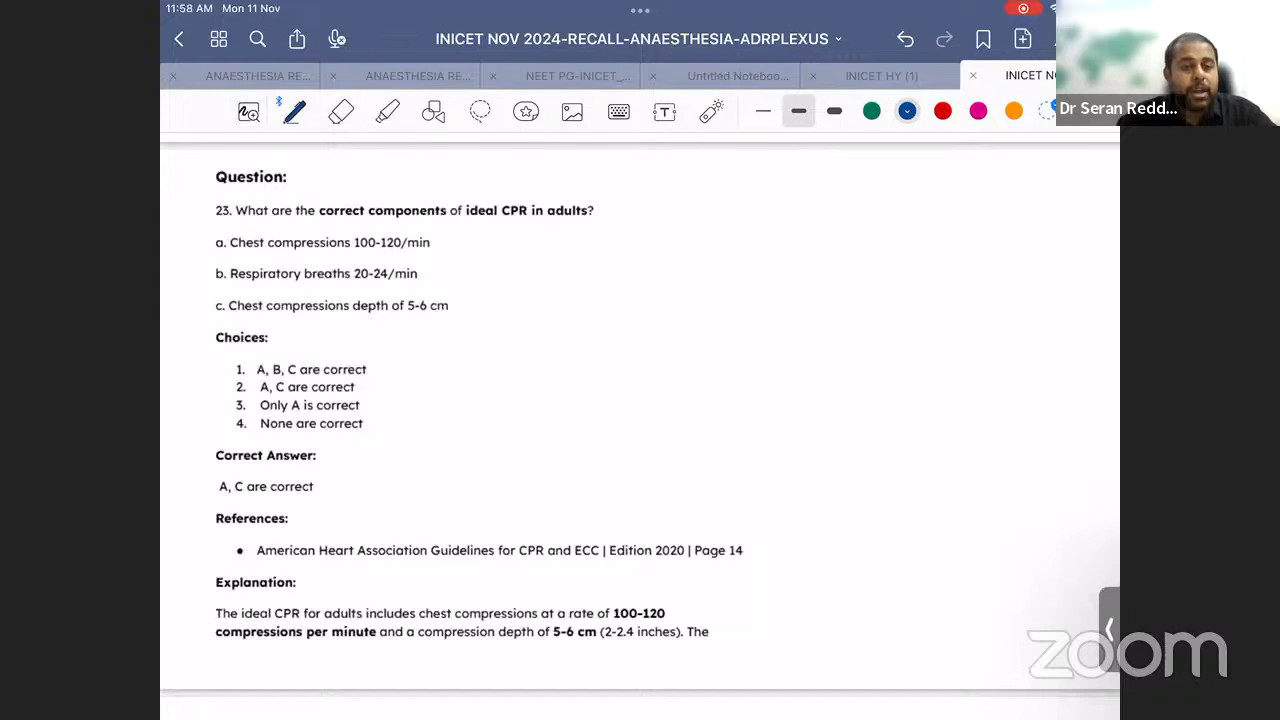 11:58 AM Mon 11 Nov
INICET NOV 2024-RECALL-ANAESTHESIA-ADRPLEXUS
ANAESTHESIA RE...
ANAESTHESIA RE...
NEET PG-INICET_...
Untitled Noteboo...
INICET HY (1)
INICET NO
Dr Seran Redd...
Question:
23. What are the correct components of ideal CPR in adults?
a. Chest compressions 100-120/min
b. Respiratory breaths 20-24/min
c. Chest compressions depth of 5-6 cm
Choices:
1. A, B, C are correct
2. A, C are correct
3. Only A is correct
4. None are correct
Correct Answer:
A, C are correct
References:
• American Heart Association Guidelines for CPR and ECC | Edition 2020 | Page 14
Explanation:
The ideal CPR for adults includes chest compressions at a rate of 100-120
compressions per minute and a compression depth of 5-6 cm (2-2.4 inches). The
zoom